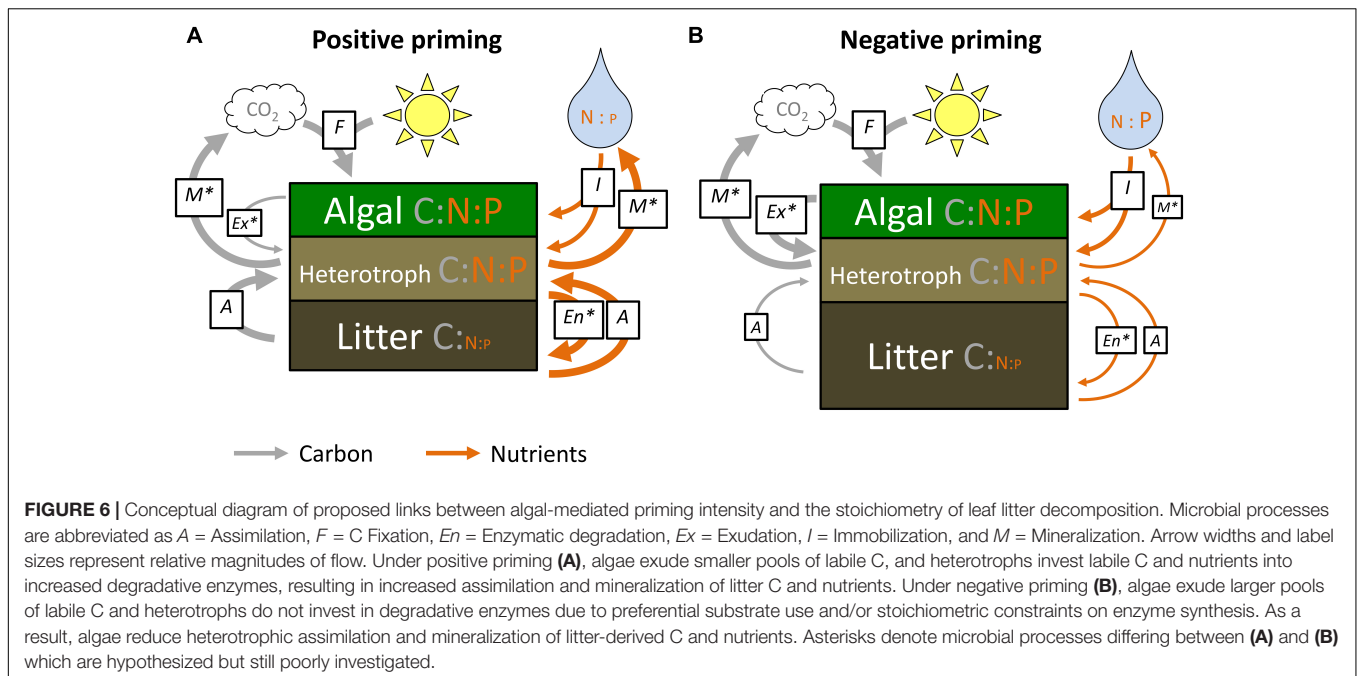 A
Positive priming
CO2
F
N : P
M*
Ex*
I
M*
Algal C:N:P
Heterotroph C:N:P
A
En*
A
Litter C:N:P
B
Negative priming
CO2
F
N : P
M*
Ex*
I
M*
Algal C:N:P
Heterotroph C:N:P
A
En*
A
Litter C:N:P
Carbon
Nutrients
FIGURE 6 | Conceptual diagram of proposed links between algal-mediated priming intensity and the stoichiometry of leaf litter decomposition. Microbial processes
are abbreviated as A = Assimilation, F = C Fixation, En = Enzymatic degradation, Ex = Exudation, I = Immobilization, and M = Mineralization. Arrow widths and label
sizes represent relative magnitudes of flow. Under positive priming (A), algae exude smaller pools of labile C, and heterotrophs invest labile C and nutrients into
increased degradative enzymes, resulting in increased assimilation and mineralization of litter C and nutrients. Under negative priming (B), algae exude larger pools
of labile C and heterotrophs do not invest in degradative enzymes due to preferential substrate use and/or stoichiometric constraints on enzyme synthesis. As a
result, algae reduce heterotrophic assimilation and mineralization of litter-derived C and nutrients. Asterisks denote microbial processes differing between (A) and (B)
which are hypothesized but still poorly investigated.